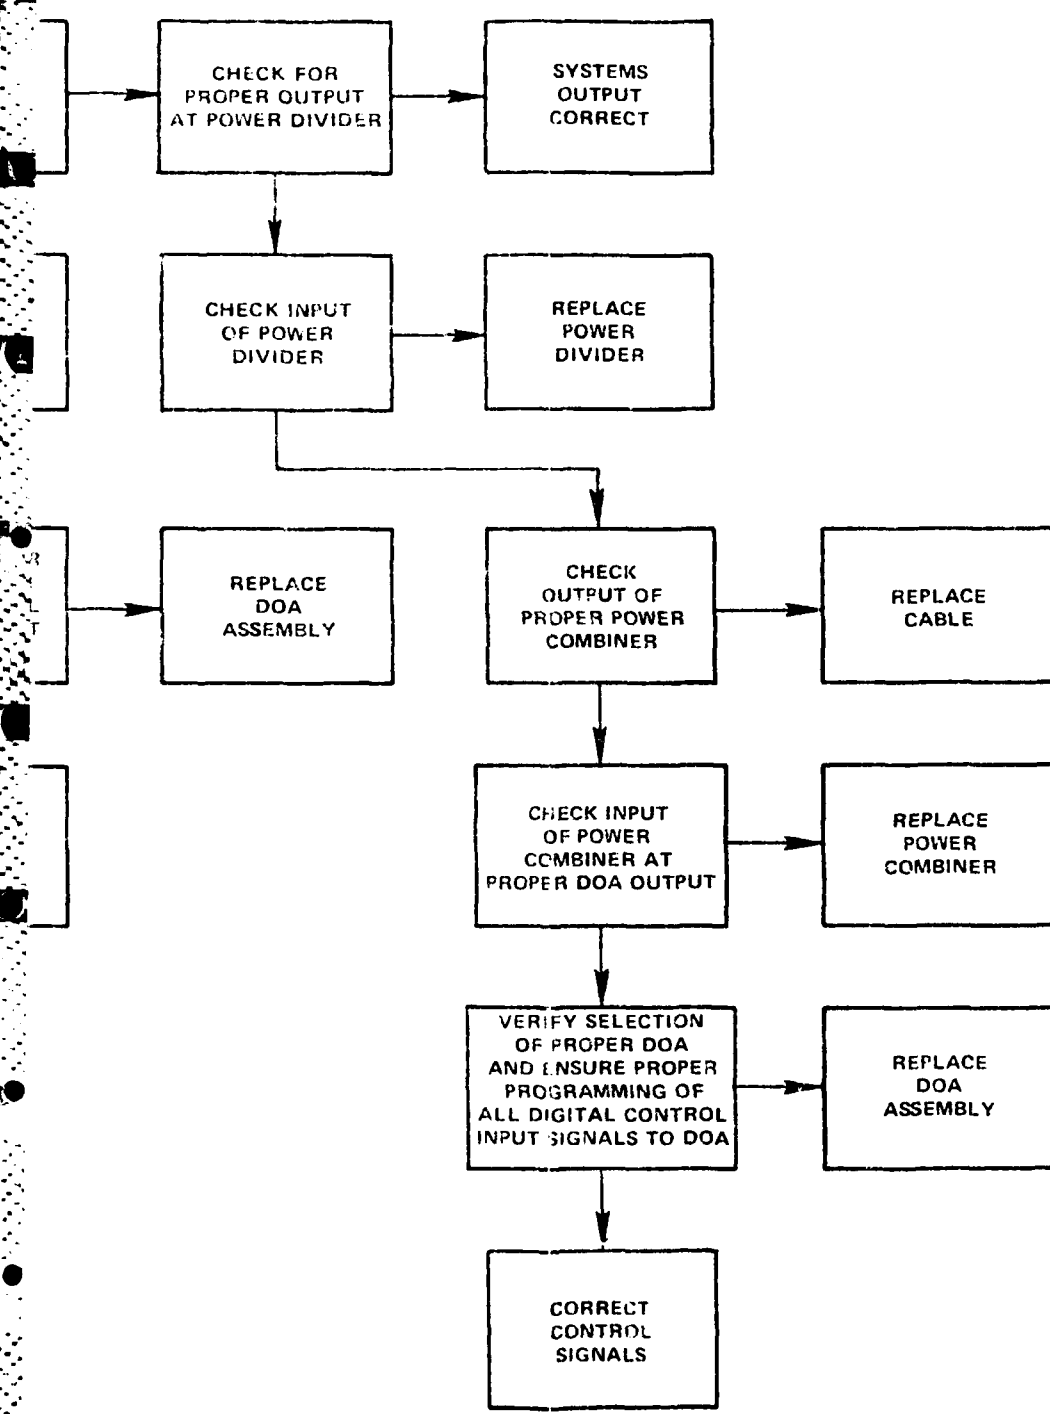 CHECK FOR
PROPER OUTPUT
AT POWER DIVIDER
SYSTEMS
OUTPUT
CORRECT
CHECK INPUT
OF POWER
DIVIDER
REPLACE
POWER
DIVIDER
R
L
T
REPLACE
DOA
ASSEMBLY
CHECK
OUTPUT OF
PROPER POWER
COMBINER
REPLACE
CABLE
CHECK INPUT
OF POWER
COMBINER AT
PROPER DOA OUTPUT
REPLACE
POWER
COMBINER
VERIFY SELECTION
OF PROPER DOA
AND ENSURE PROPER
PROGRAMMING OF
ALL DIGITAL CONTROL
INPUT SIGNALS TO DOA
REPLACE
DOA
ASSEMBLY
CORRECT
CONTROL
SIGNALS